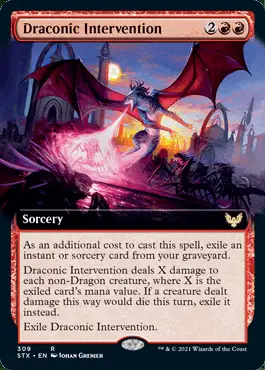 Draconic Intervention 2
Sorcery
As an additional cost to cast this spell, exile an
instant or sorcery card from your graveyard.
Draconic Intervention deals X damage to
each non-Dragon creature, where X is the
exiled card's mana value. If a creature dealt
damage this way would die this turn, exile it
instead.
Exile Draconic Intervention.
309 R
STX • EN Johan Grenier
™ & © 2021 Wizards of the Coast